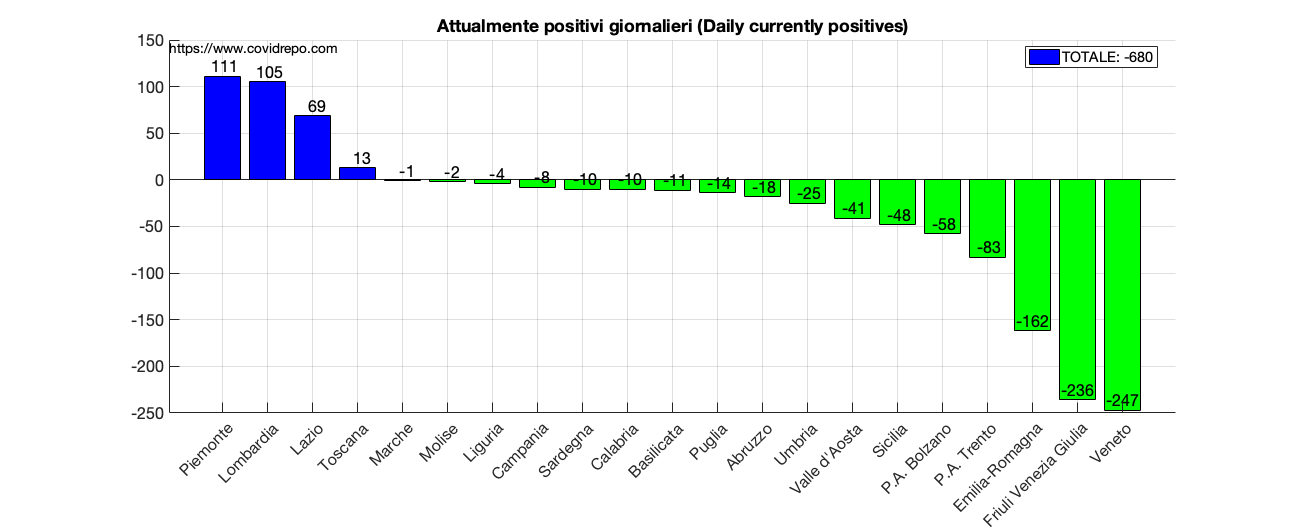 Attualmente positivi giornalieri (Daily currently positives)
https://www.covidrepo.com
TOTALE: -680
150
100
50
0
-50
-100
-150
-200
-250
111
105
69
13
-1
-2
-4
-8
-10
-10
-11
-14
-18
-25
-41
-48
-58
-83
-162
-236
-247
Piemonte
Lombardia
Lazio
Toscana
Marche
Molise
Liguria
Campania
Sardegna
Calabria
Basilicata
Puglia
Abruzzo
Umbria
Valle d'Aosta
Sicilia
P.A. Bolzano
P.A. Trento
Emilia-Romagna
Friuli Venezia Giulia
Veneto